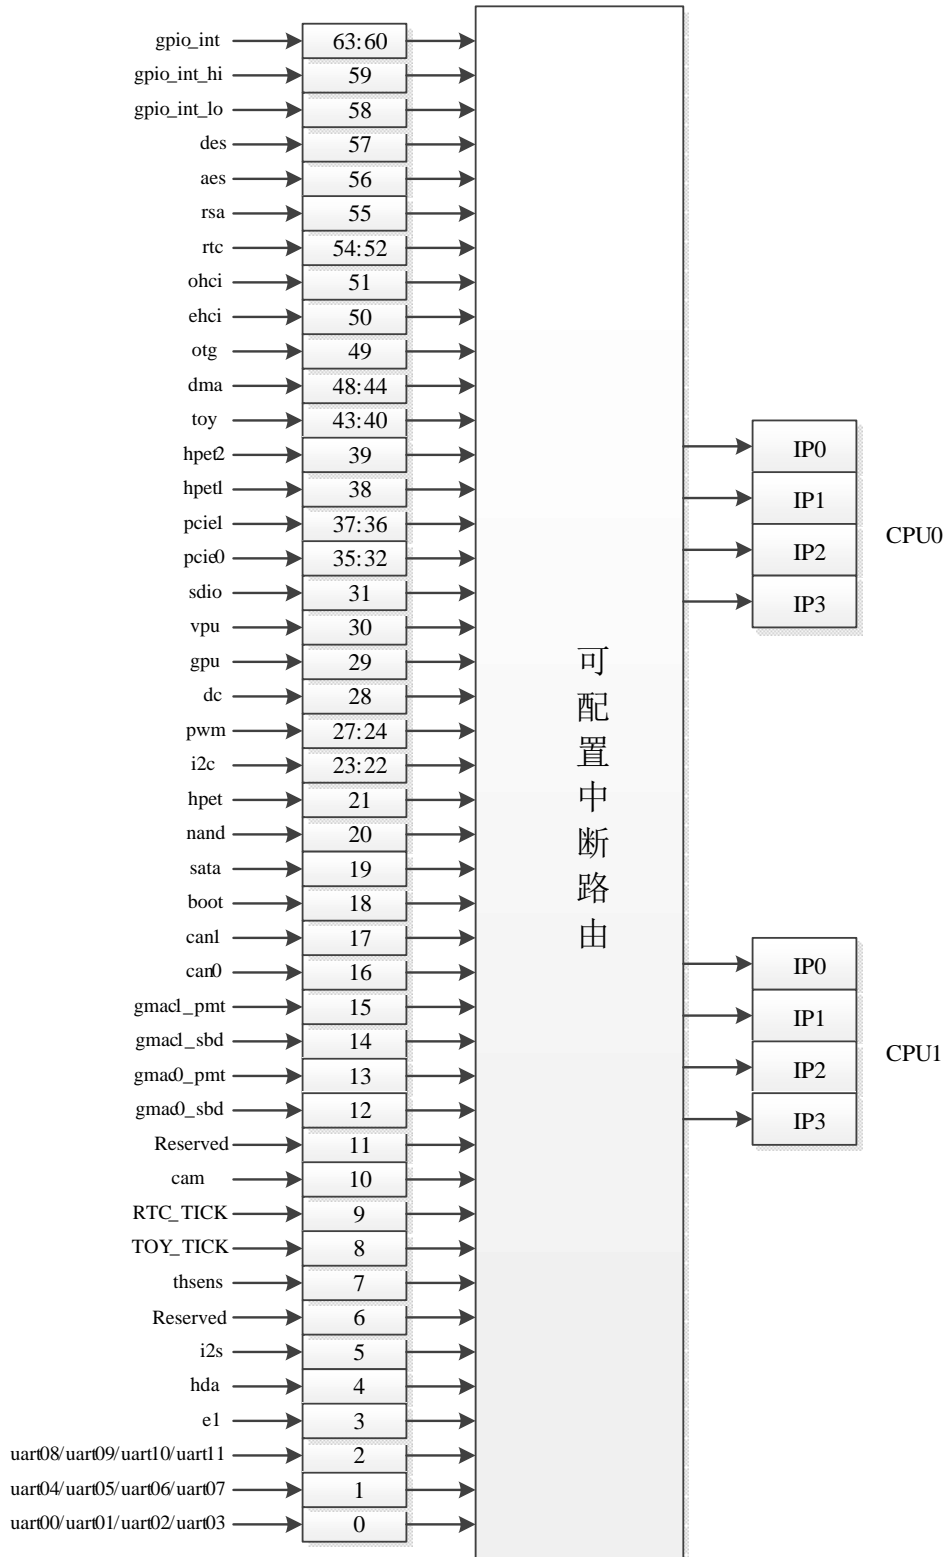 gpio_int 63:60
gpio_int_hi 59
gpio_int_lo 58
des 57
aes 56
rsa 55
rtc 54:52
ohci 51
ehci 50
otg 49
dma 48:44
toy 43:40
hpet2 39
hpet1 38
pcie1 37:36
pcie0 35:32
sdio 31
vpu 30
gpu 29
dc 28
pwm 27:24
i2c 23:22
hpet 21
nand 20
sata 19
boot 18
can1 17
can0 16
gmac1_pmt 15
gmac1_sbd 14
gmac0_pmt 13
gmac0_sbd 12
Reserved 11
cam 10
RTC_TICK 9
TOY_TICK 8
thsens 7
Reserved 6
i2s 5
hda 4
e1 3
uart08/uart09/uart10/uart11 2
uart04/uart05/uart06/uart07 1
uart00/uart01/uart02/uart03 0
可配置中断路由
IP0
IP1
IP2
IP3
CPU0
IP0
IP1
IP2
IP3
CPU1